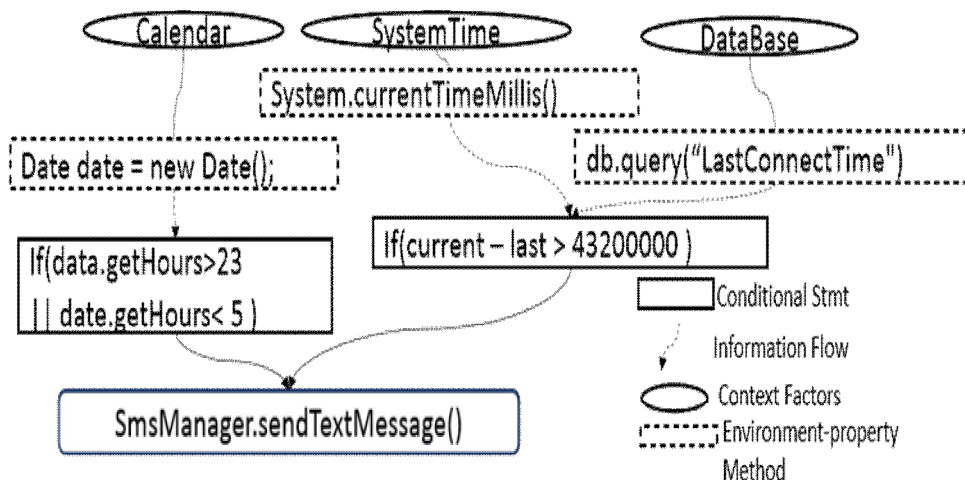 Calendar
SystemTime
DataBase
System.currentTimeMillis()
Date date = new Date();
db.query("LastConnectTime")
If(data.getHours>23
|| date.getHours< 5 )
If(current – last > 43200000 )
SmsManager.sendTextMessage()
Conditional Stmt
Information Flow
Context Factors
Environment-property
Method